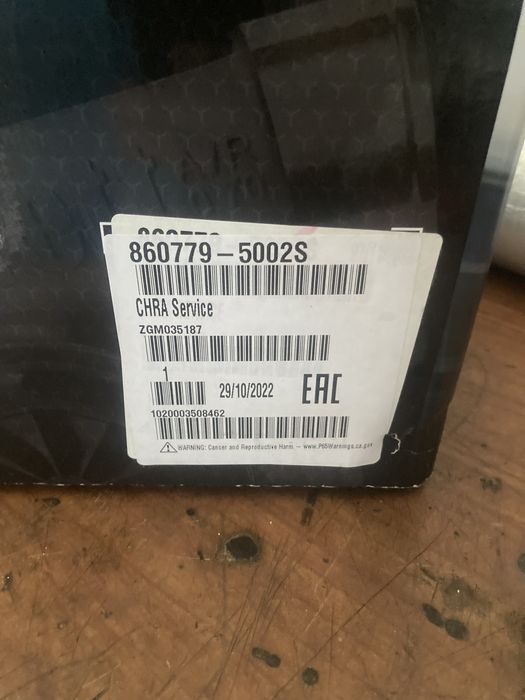 860779-5002S
CHRA Service
ZGM035187
1
29/10/2022
EAC
1020003508462
WARNING: Cancer and Reproductive Harm - www.P65Warnings.ca.gov